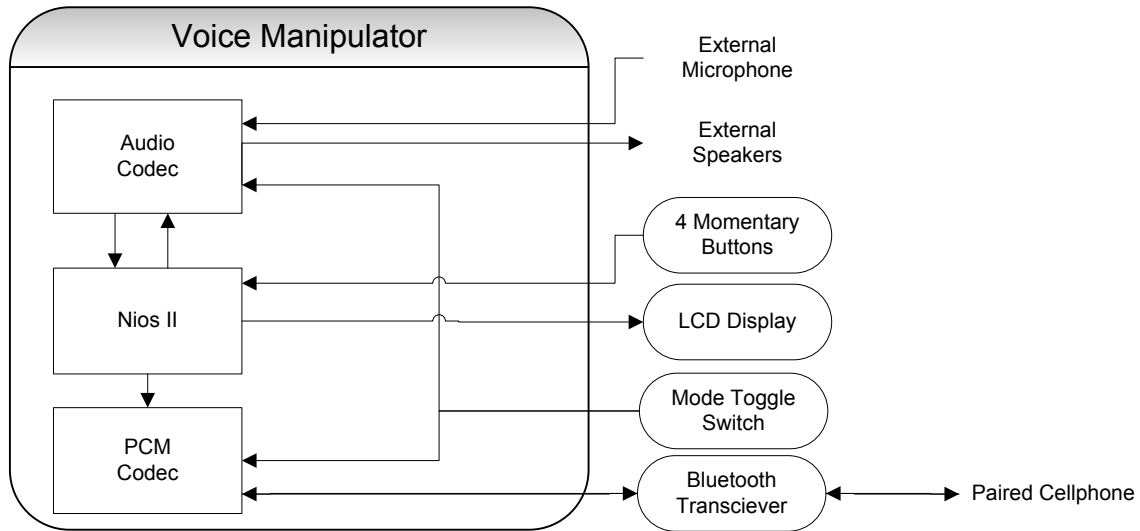 Voice Manipulator
External
Microphone
Audio
Codec
External
Speakers
4 Momentary
Buttons
Nios II
LCD Display
Mode Toggle
Switch
PCM
Codec
Bluetooth
Transciever
Paired Cellphone